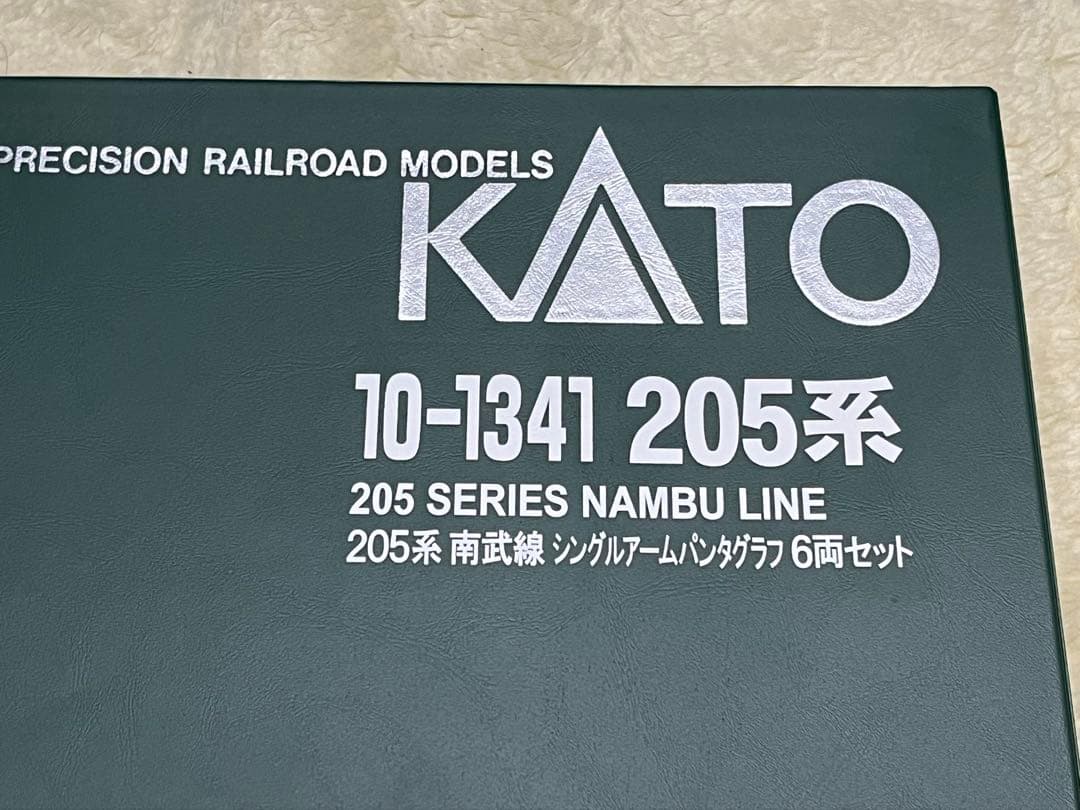 PRECISION RAILROAD MODELS
KATO
10-1341 205系
205 SERIES NAMBU LINE
205系 南武線 シングルアームパンタグラフ 6両セット